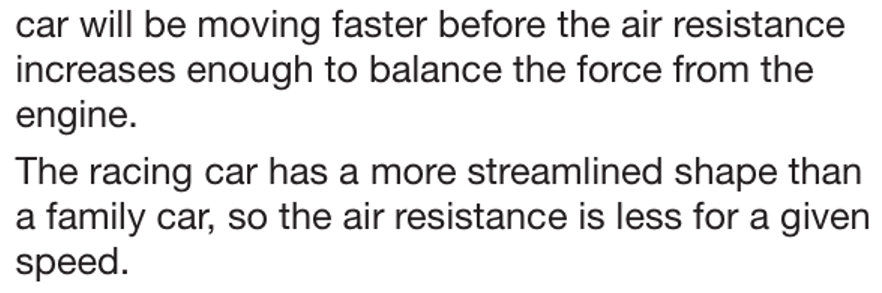 car will be moving faster before the air resistance
increases enough to balance the force from the
engine.
The racing car has a more streamlined shape than
a family car, so the air resistance is less for a given
speed.